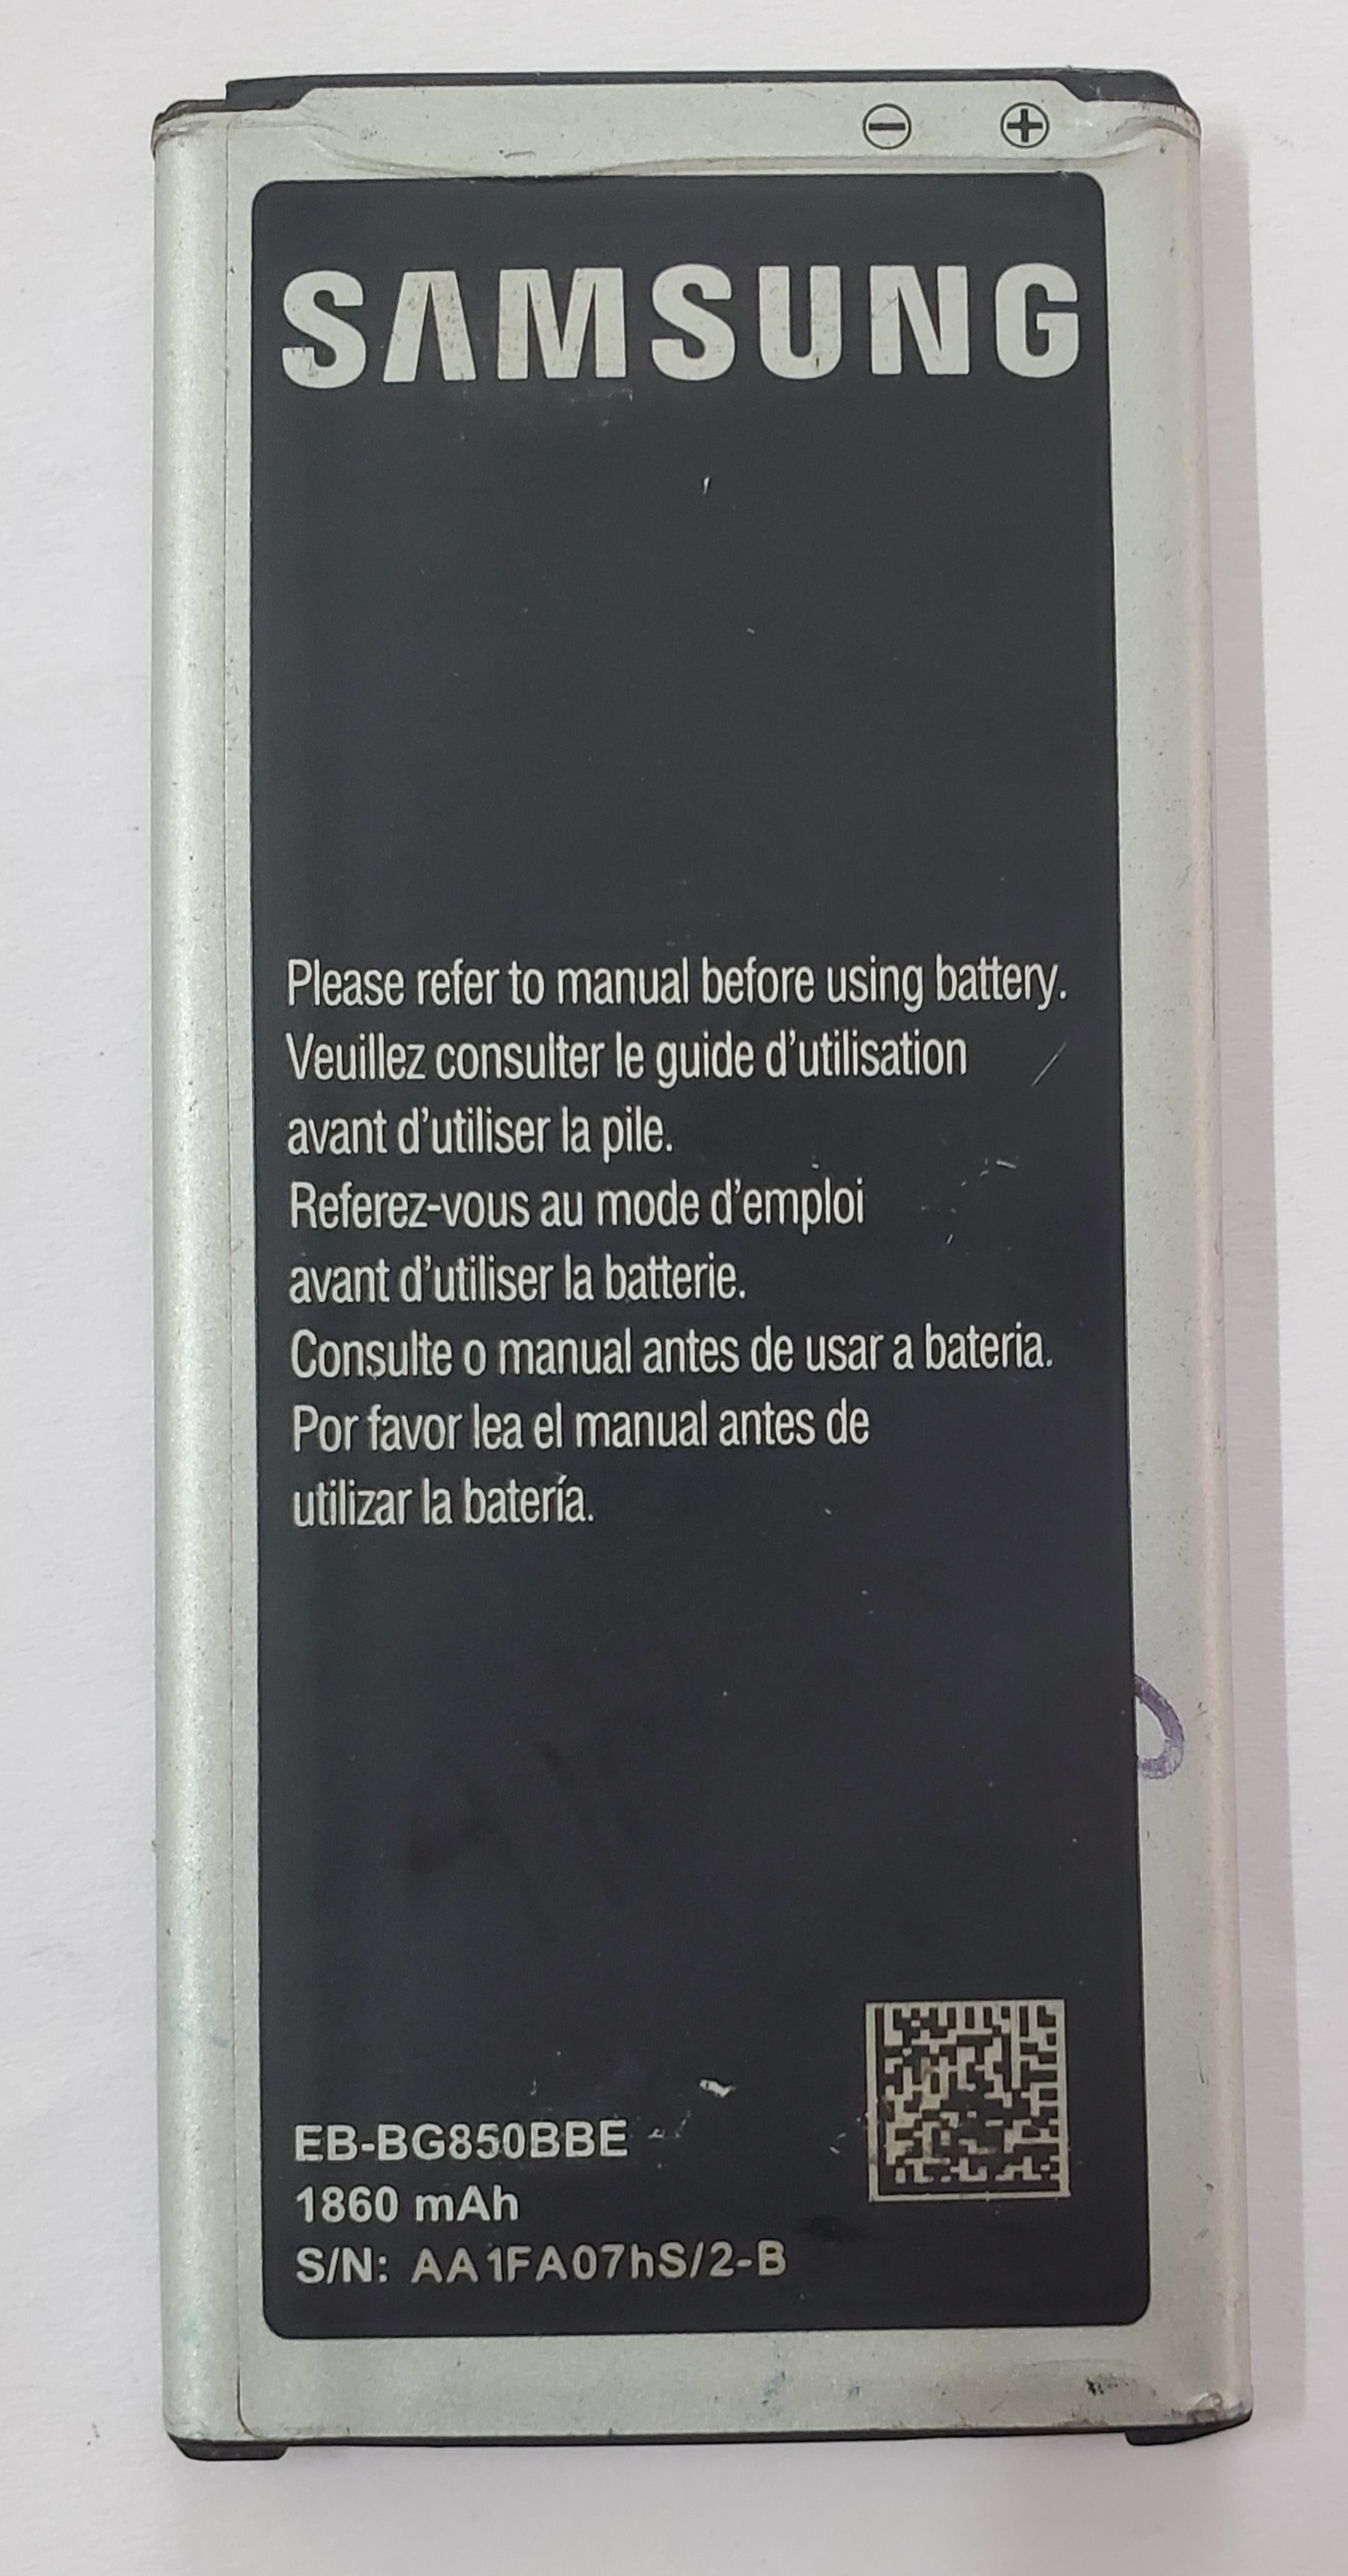 SAMSUNG
Please refer to manual before using battery.
Veuillez consulter le guide d'utilisation
avant d'utiliser la pile.
Referez-vous au mode d'emploi
avant d'utiliser la batterie.
Consulte o manual antes de usar a bateria.
Por favor lea el manual antes de
utilizar la batería.
EB-BG850BBE
1860 mAh
S/N: AA1FA07hS/2-B